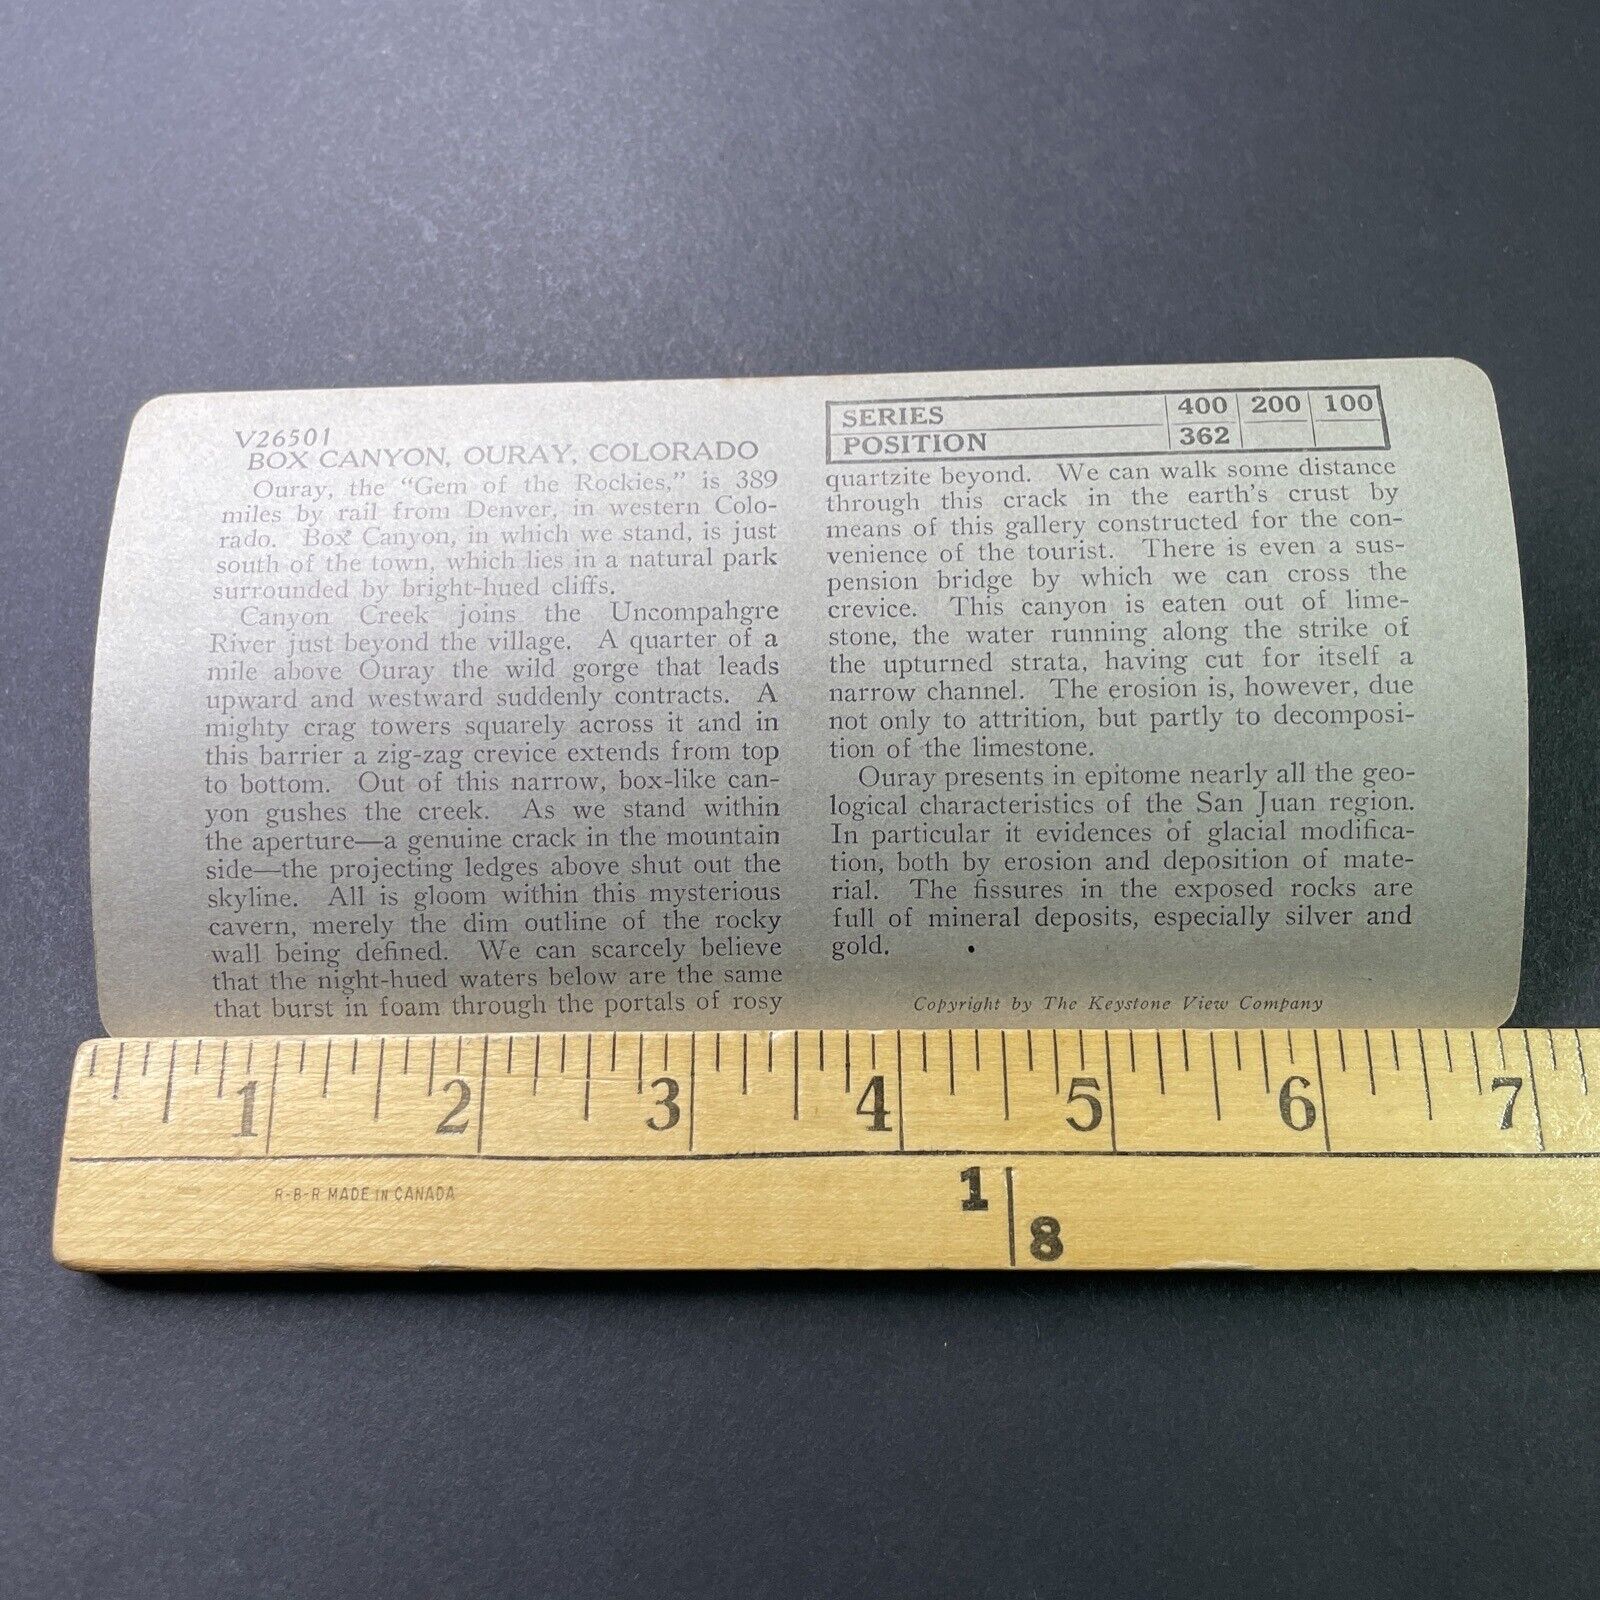 V26501
BOX CANYON, OURAY, COLORADO
Ouray, the “Gem of the Rockies,” is 389
miles by rail from Denver, in western Colo-
rado. Box Canyon, in which we stand, is just
south of the town, which lies in a natural park
surrounded by bright-hued cliffs.
Canyon Creek joins the Uncompahgre
River just beyond the village. A quarter of a
mile above Ouray the wild gorge that leads
upward and westward suddenly contracts. A
mighty crag towers squarely across it and in
this barrier a zig-zag crevice extends from top
to bottom. Out of this narrow, box-like can-
yon gushes the creek. As we stand within
the aperture—a genuine crack in the mountain
side—the projecting ledges above shut out the
skyline. All is gloom within this mysterious
cavern, merely the dim outline of the rocky
wall being defined. We can scarcely believe
that the night-hued waters below are the same
that burst in foam through the portals of rosy
SERIES 400 200 100
POSITION 362
quartzite beyond. We can walk some distance
through this crack in the earth's crust by
means of this gallery constructed for the con-
venience of the tourist. There is even a sus-
pension bridge by which we can cross the
crevice. This canyon is eaten out of lime-
stone, the water running along the strike of
the upturned strata, having cut for itself a
narrow channel. The erosion is, however, due
not only to attrition, but partly to decomposi-
tion of the limestone.
Ouray presents in epitome nearly all the geo-
logical characteristics of the San Juan region.
In particular it evidences of glacial modifica-
tion, both by erosion and deposition of mate-
rial. The fissures in the exposed rocks are
full of mineral deposits, especially silver and
gold.
Copyright by The Keystone View Company
1 2 3 4 5 6 7
R-B-R MADE IN CANADA
1
8